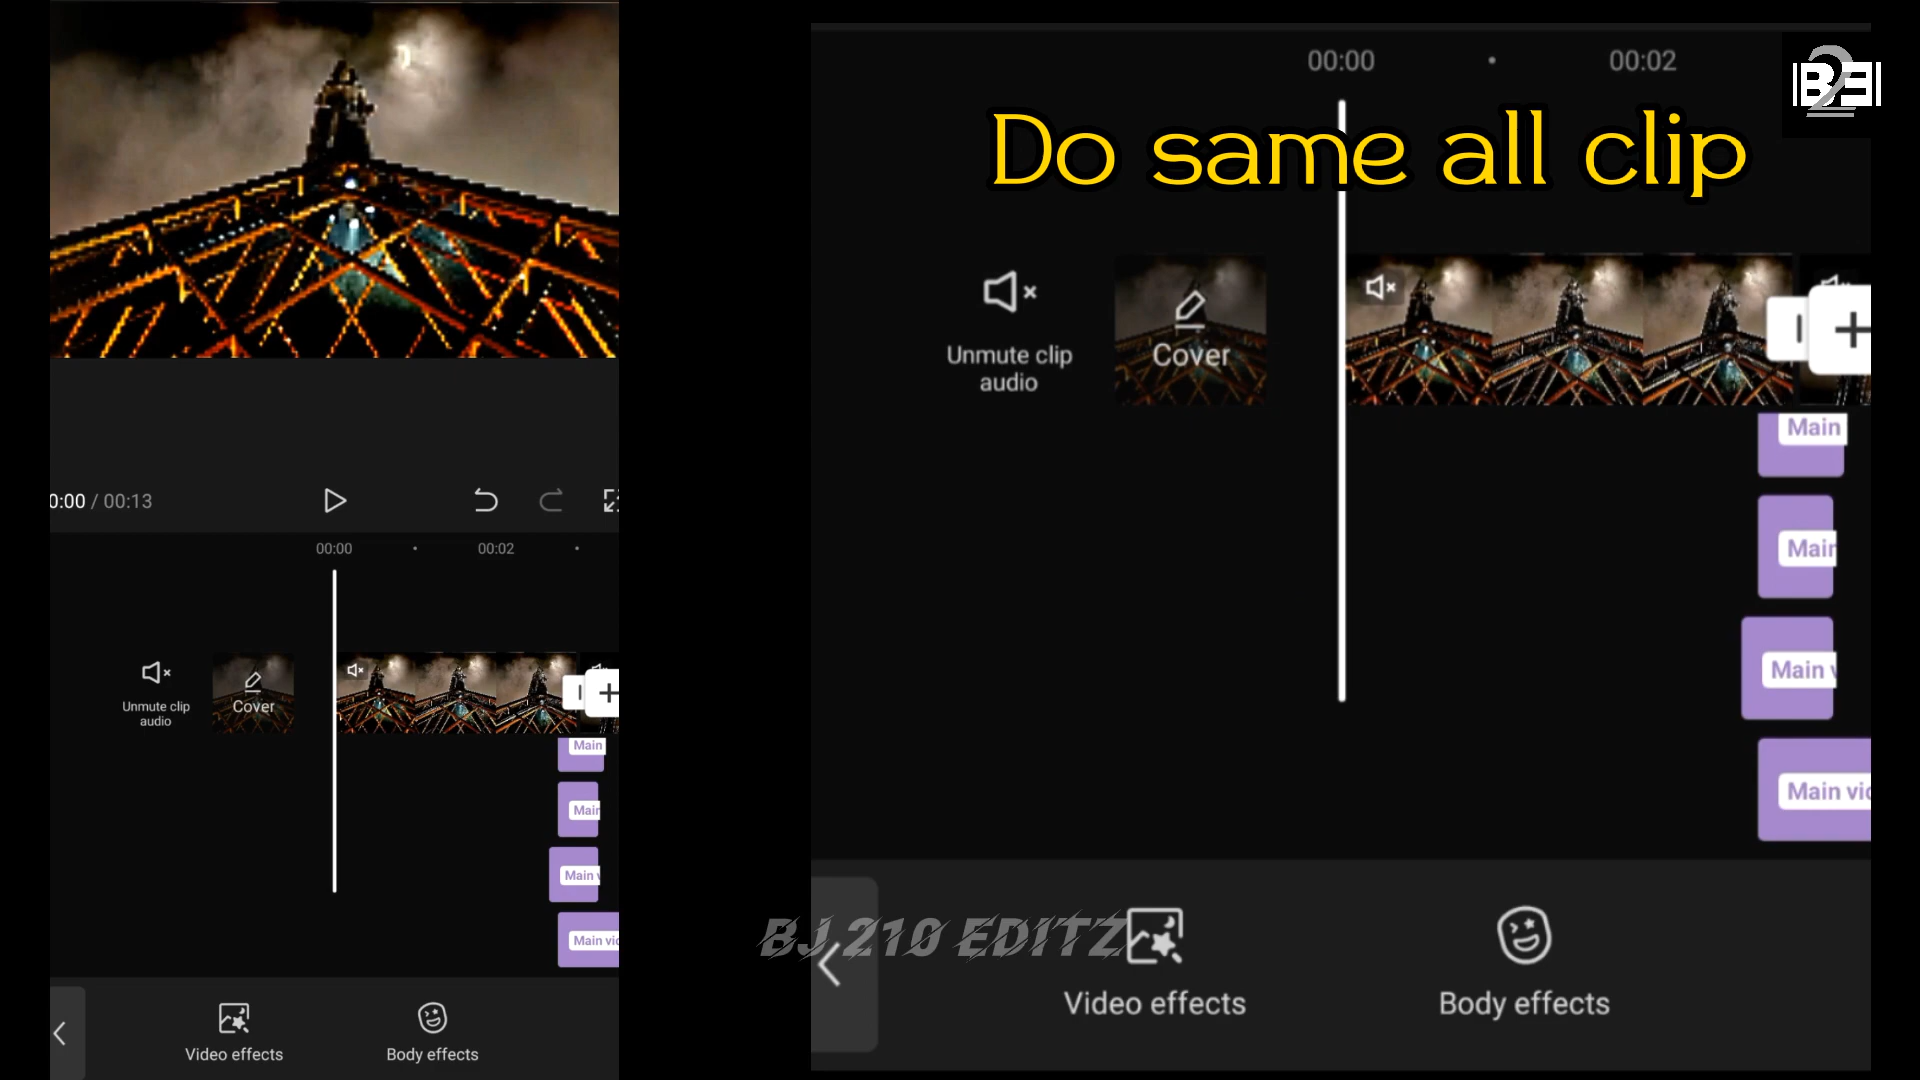 0:00 / 00:13
00:00
00:02
Unmute clip
audio
Cover
Main
Main
Main v
Main vic
Video effects
Body effects
00:00
00:02
Do same all clip
Unmute clip
audio
Cover
Main
Main
Main v
Main vic
BJ 210 EDITZ
Video effects
Body effects